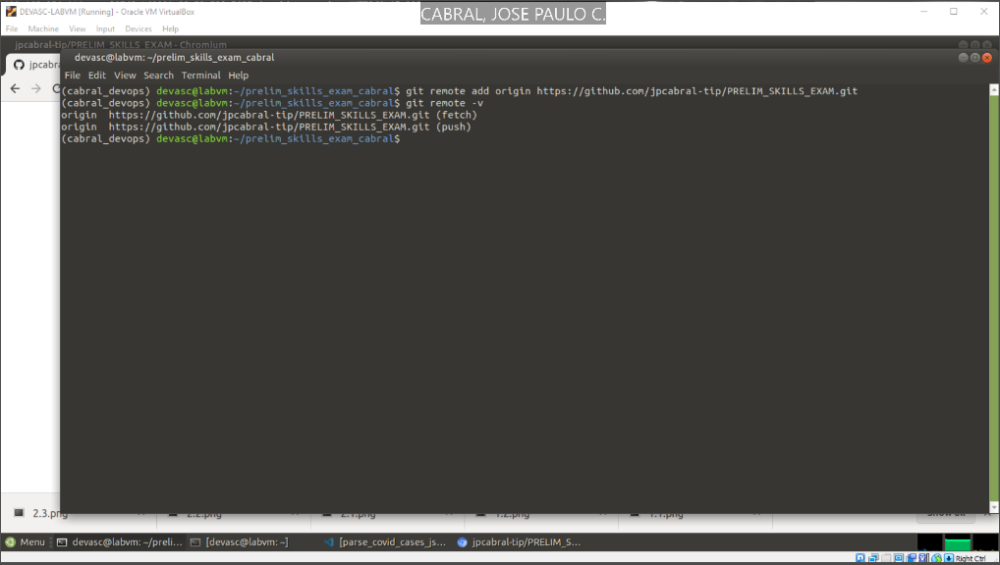 DEVASC-LABVM [Running] - Oracle VM VirtualBox
CABRAL, JOSE PAULO C.
File Machine View Input Devices Help
jpcabral-tip/PRELIM_SKILLS_EXAM - Chromium
jpcabra
devasc@labvm: ~/prelim_skills_exam_cabral
File Edit View Search Terminal Help
(cabral_devops) devasc@labvm:~/prelim_skills_exam_cabral$ git remote add origin https://github.com/jpcabral-tip/PRELIM_SKILLS_EXAM.git
(cabral_devops) devasc@labvm:~/prelim_skills_exam_cabral$ git remote -v
origin  https://github.com/jpcabral-tip/PRELIM_SKILLS_EXAM.git (fetch)
origin  https://github.com/jpcabral-tip/PRELIM_SKILLS_EXAM.git (push)
(cabral_devops) devasc@labvm:~/prelim_skills_exam_cabral$
2.3.png 2.2.png 2.1.png 1.2.png 1.1.png
Menu devasc@labvm: ~/preli... [devasc@labvm: ~] [parse_covid_cases_js... jpcabral-tip/PRELIM_S...
Right Ctrl